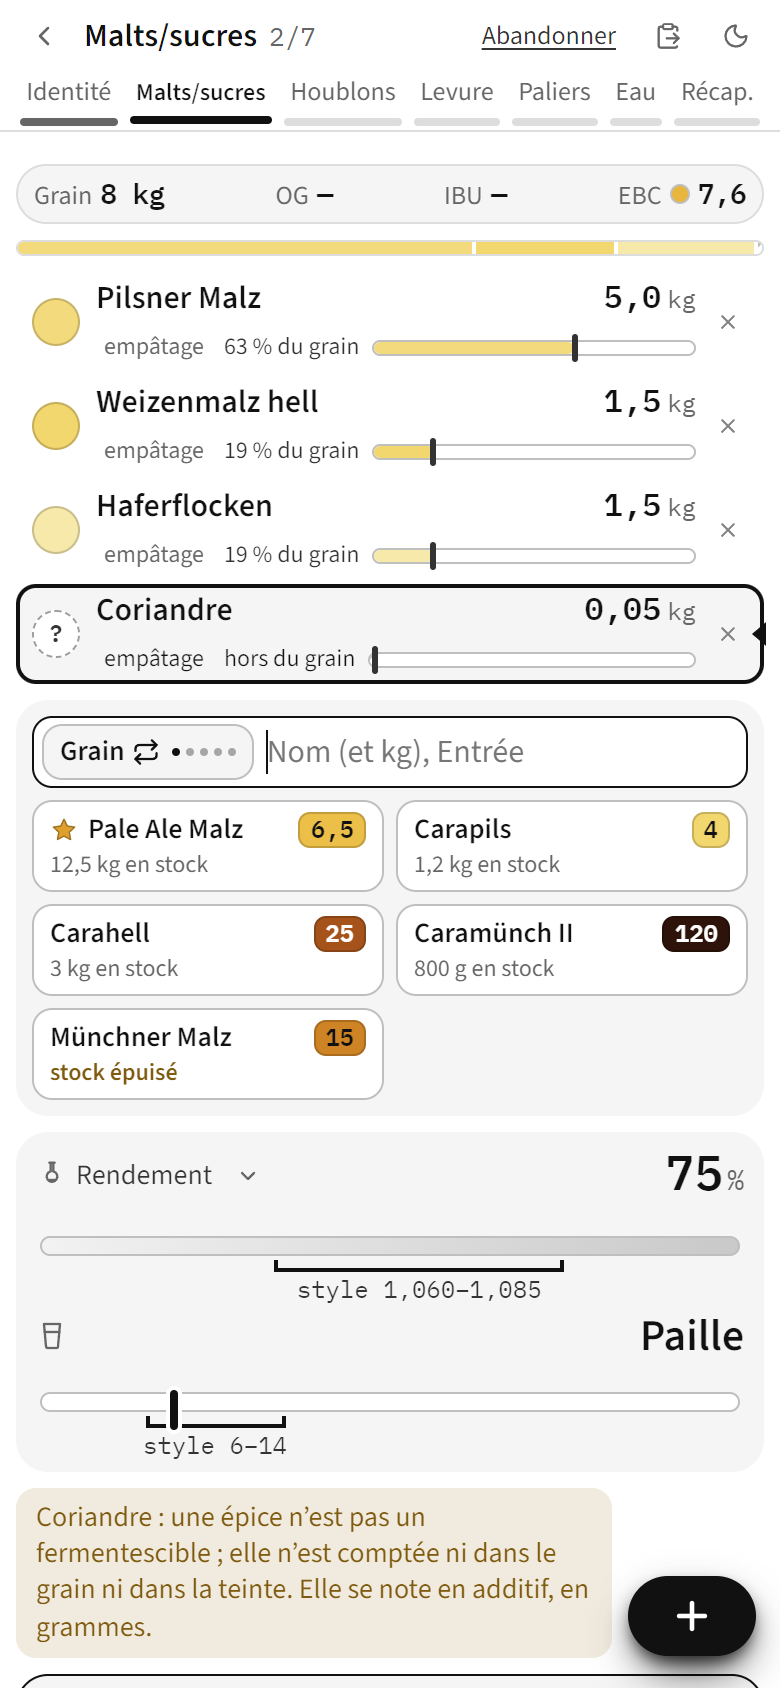 Malts/sucres 2/7 Abandonner
Identité Malts/sucres Houblons Levure Paliers Eau Récap.
Grain 8 kg OG – IBU – EBC 7,6
Pilsner Malz 5,0 kg
empâtage 63 % du grain
Weizenmalz hell 1,5 kg
empâtage 19 % du grain
Haferflocken 1,5 kg
empâtage 19 % du grain
? Coriandre 0,05 kg
empâtage hors du grain
Grain Nom (et kg), Entrée
Pale Ale Malz 6,5 Carapils 4
12,5 kg en stock 1,2 kg en stock
Carahell 25 Caramünch II 120
3 kg en stock 800 g en stock
Münchner Malz 15
stock épuisé
Rendement 75 %
style 1,060–1,085
Paille
style 6–14
Coriandre : une épice n’est pas un
fermentescible ; elle n’est comptée ni dans le
grain ni dans la teinte. Elle se note en additif, en
grammes.